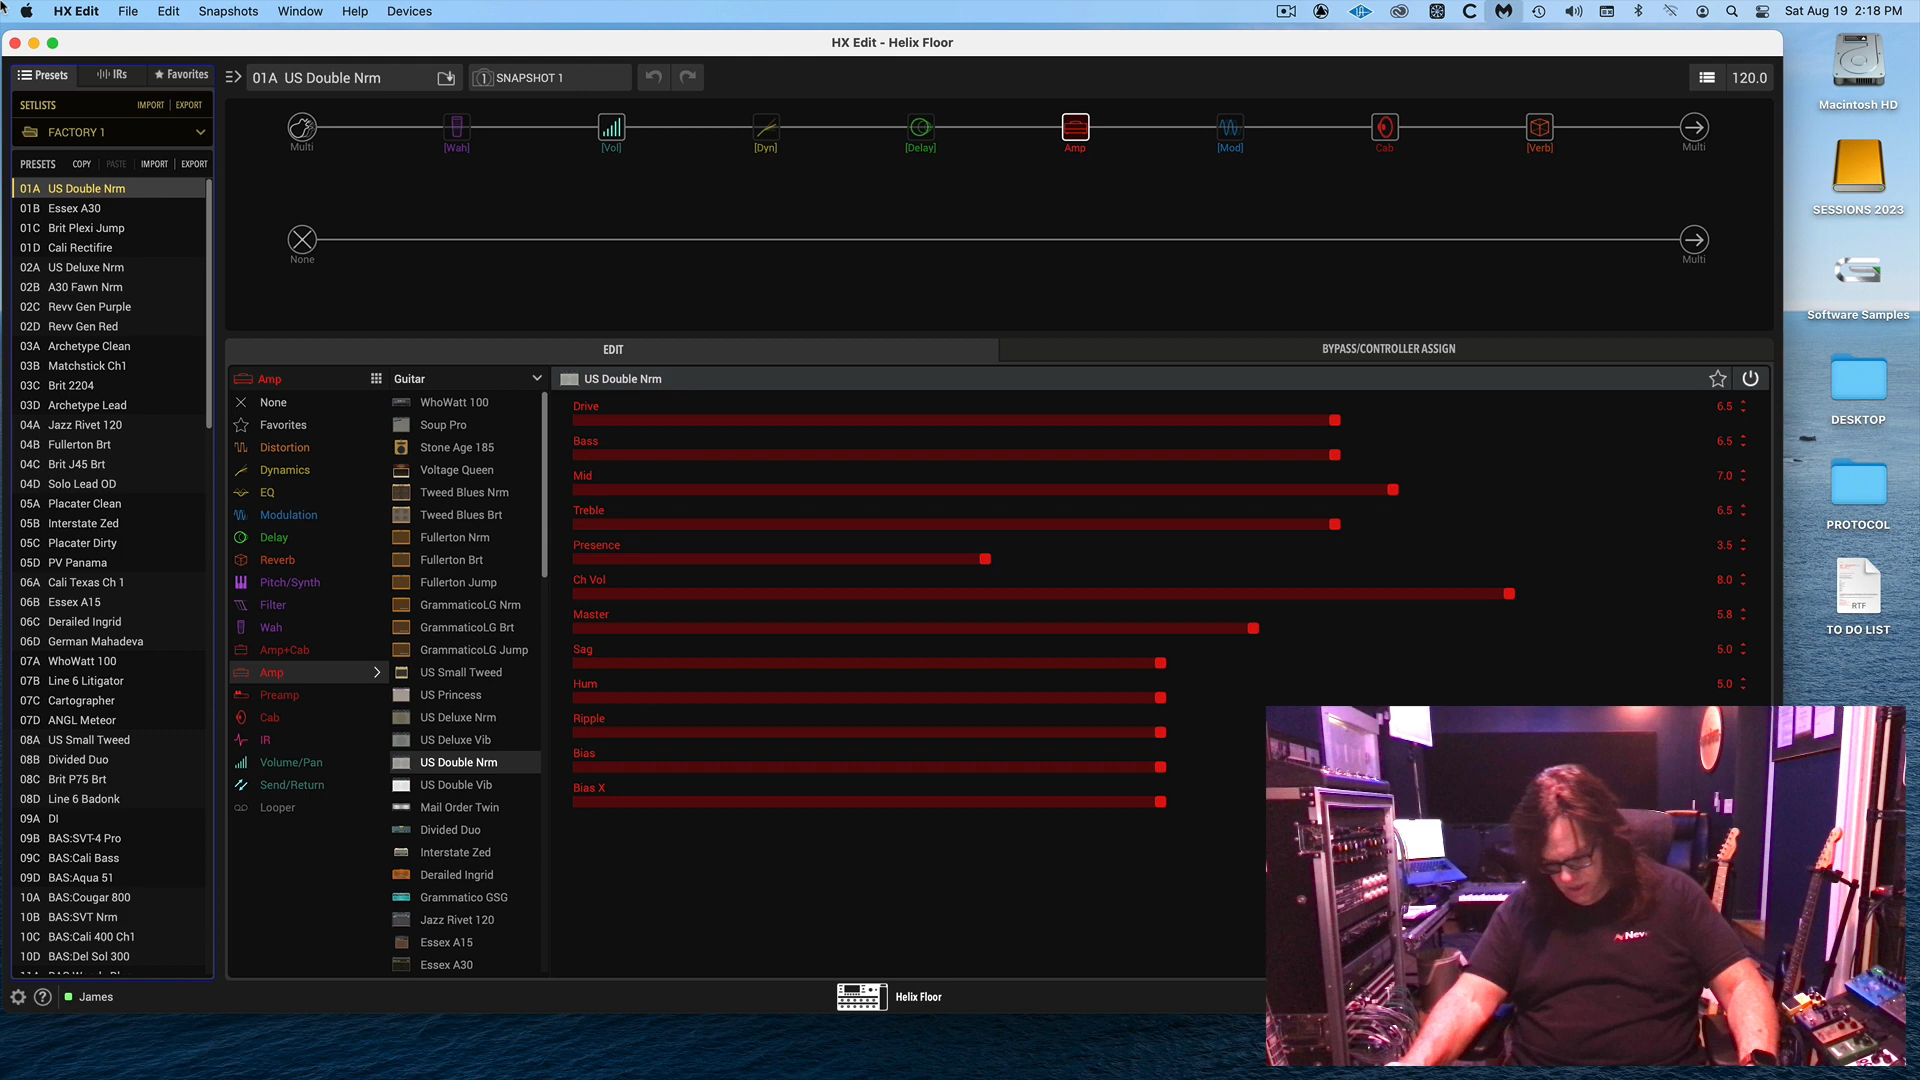 HX Edit File Edit Snapshots Window Help Devices
Sat Aug 19 2:18 PM
HX Edit - Helix Floor
Presets IRs Favorites
01A US Double Nrm
1 SNAPSHOT 1
120.0
SETLISTS IMPORT | EXPORT
FACTORY 1
PRESETS COPY PASTE IMPORT EXPORT
01A US Double Nrm
01B Essex A30
01C Brit Plexi Jump
01D Cali Rectifire
02A US Deluxe Nrm
02B A30 Fawn Nrm
02C Revv Gen Purple
02D Revv Gen Red
03A Archetype Clean
03B Matchstick Ch1
03C Brit 2204
03D Archetype Lead
04A Jazz Rivet 120
04B Fullerton Brt
04C Brit J45 Brt
04D Solo Lead OD
05A Placater Clean
05B Interstate Zed
05C Placater Dirty
05D PV Panama
06A Cali Texas Ch 1
06B Essex A15
06C Derailed Ingrid
06D German Mahadeva
07A WhoWatt 100
07B Line 6 Litigator
07C Cartographer
07D ANGL Meteor
08A US Small Tweed
08B Divided Duo
08C Brit P75 Brt
08D Line 6 Badonk
09A DI
09B BAS:SVT-4 Pro
09C BAS:Cali Bass
09D BAS:Aqua 51
10A BAS:Cougar 800
10B BAS:SVT Nrm
10C BAS:Cali 400 Ch1
10D BAS:Del Sol 300
James
Multi [Wah] [Vol] [Dyn] [Delay] Amp [Mod] Cab [Verb] Multi
None Multi
EDIT BYPASS/CONTROLLER ASSIGN
Amp
None
Favorites
Distortion
Dynamics
EQ
Modulation
Delay
Reverb
Pitch/Synth
Filter
Wah
Amp+Cab
Amp
Preamp
Cab
IR
Volume/Pan
Send/Return
Looper
Guitar
WhoWatt 100
Soup Pro
Stone Age 185
Voltage Queen
Tweed Blues Nrm
Tweed Blues Brt
Fullerton Nrm
Fullerton Brt
Fullerton Jump
GrammaticoLG Nrm
GrammaticoLG Brt
GrammaticoLG Jump
US Small Tweed
US Princess
US Deluxe Nrm
US Deluxe Vib
US Double Nrm
US Double Vib
Mail Order Twin
Divided Duo
Interstate Zed
Derailed Ingrid
Grammatico GSG
Jazz Rivet 120
Essex A15
Essex A30
US Double Nrm
Drive 6.5
Bass 6.5
Mid 7.0
Treble 6.5
Presence 3.5
Ch Vol 8.0
Master 5.8
Sag 5.0
Hum 5.0
Ripple
Bias
Bias X
Helix Floor
Macintosh HD
SESSIONS 2023
Software Samples
DESKTOP
PROTOCOL
RTF
TO DO LIST